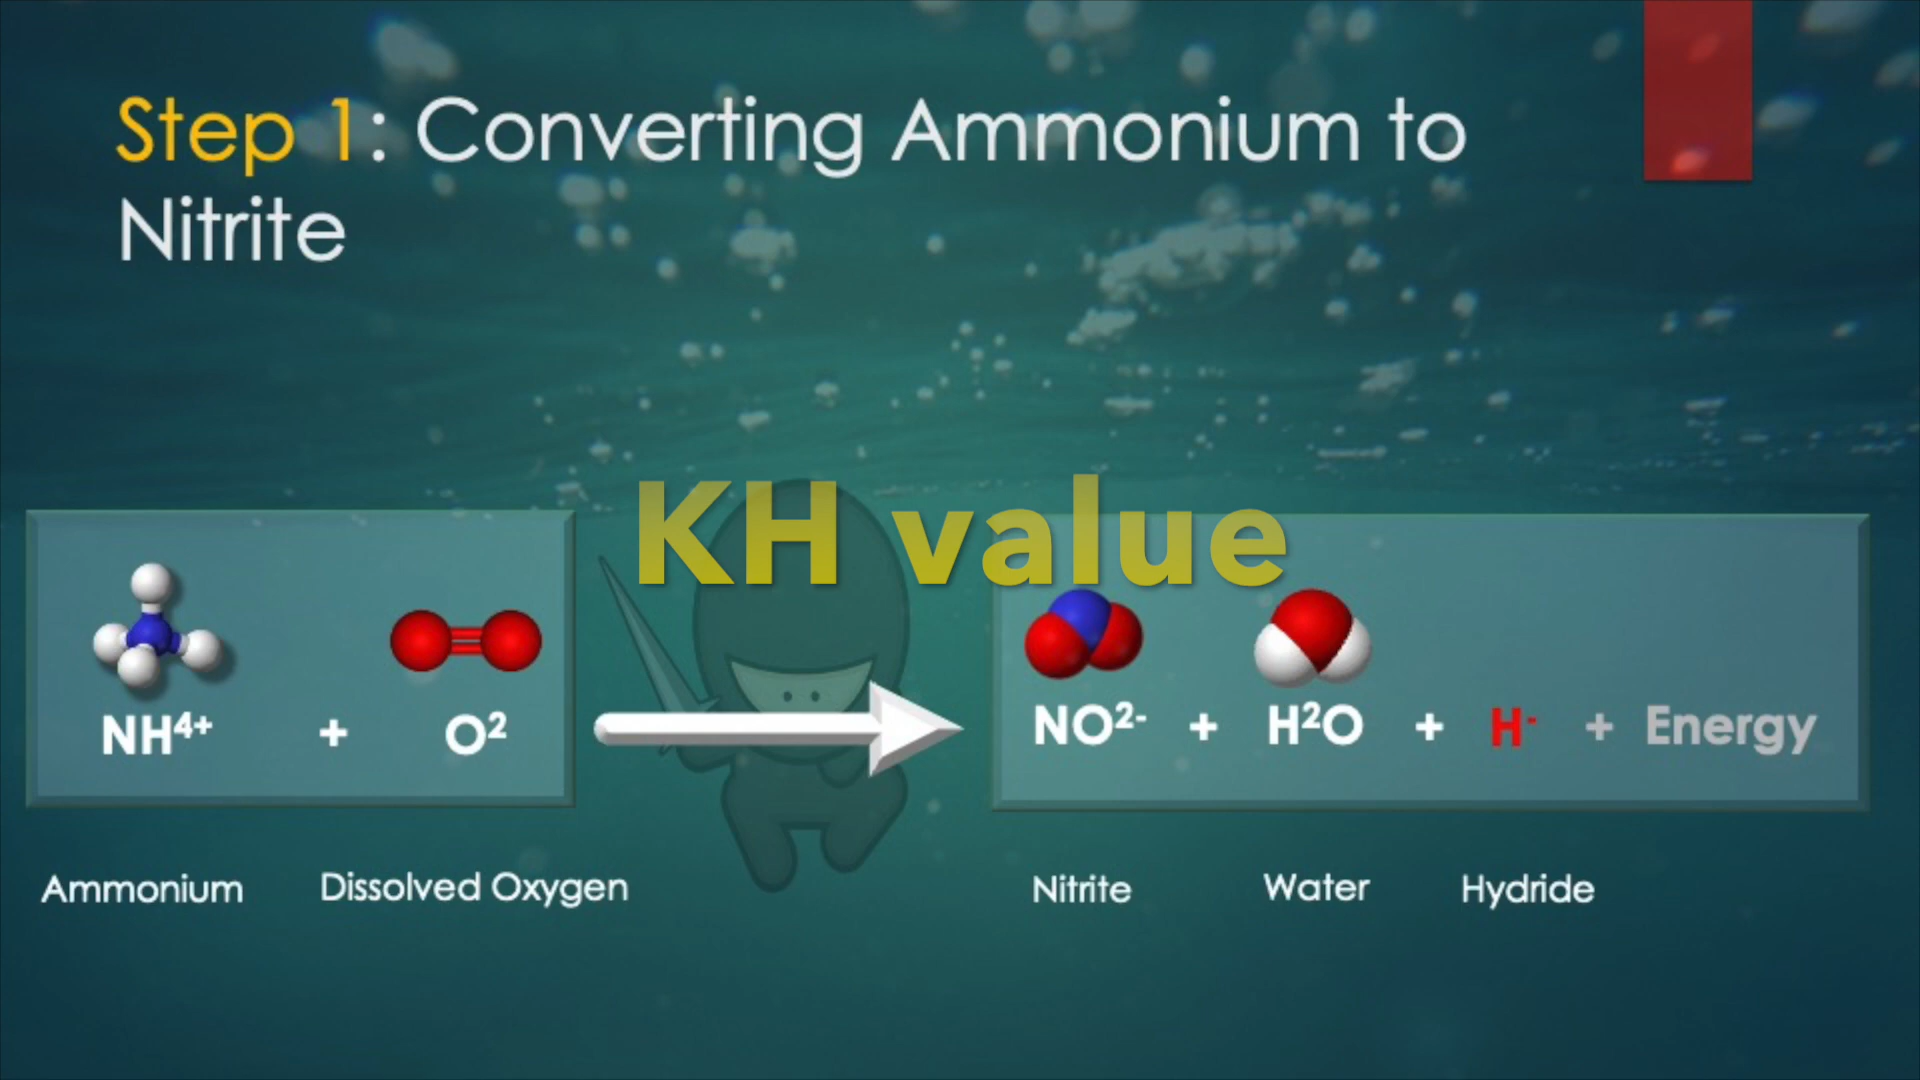 Step 1: Converting Ammonium to
Nitrite
KH value
NH⁴⁺ + O² NO²⁻ + H²O + H⁻ + Energy
Ammonium Dissolved Oxygen Nitrite Water Hydride